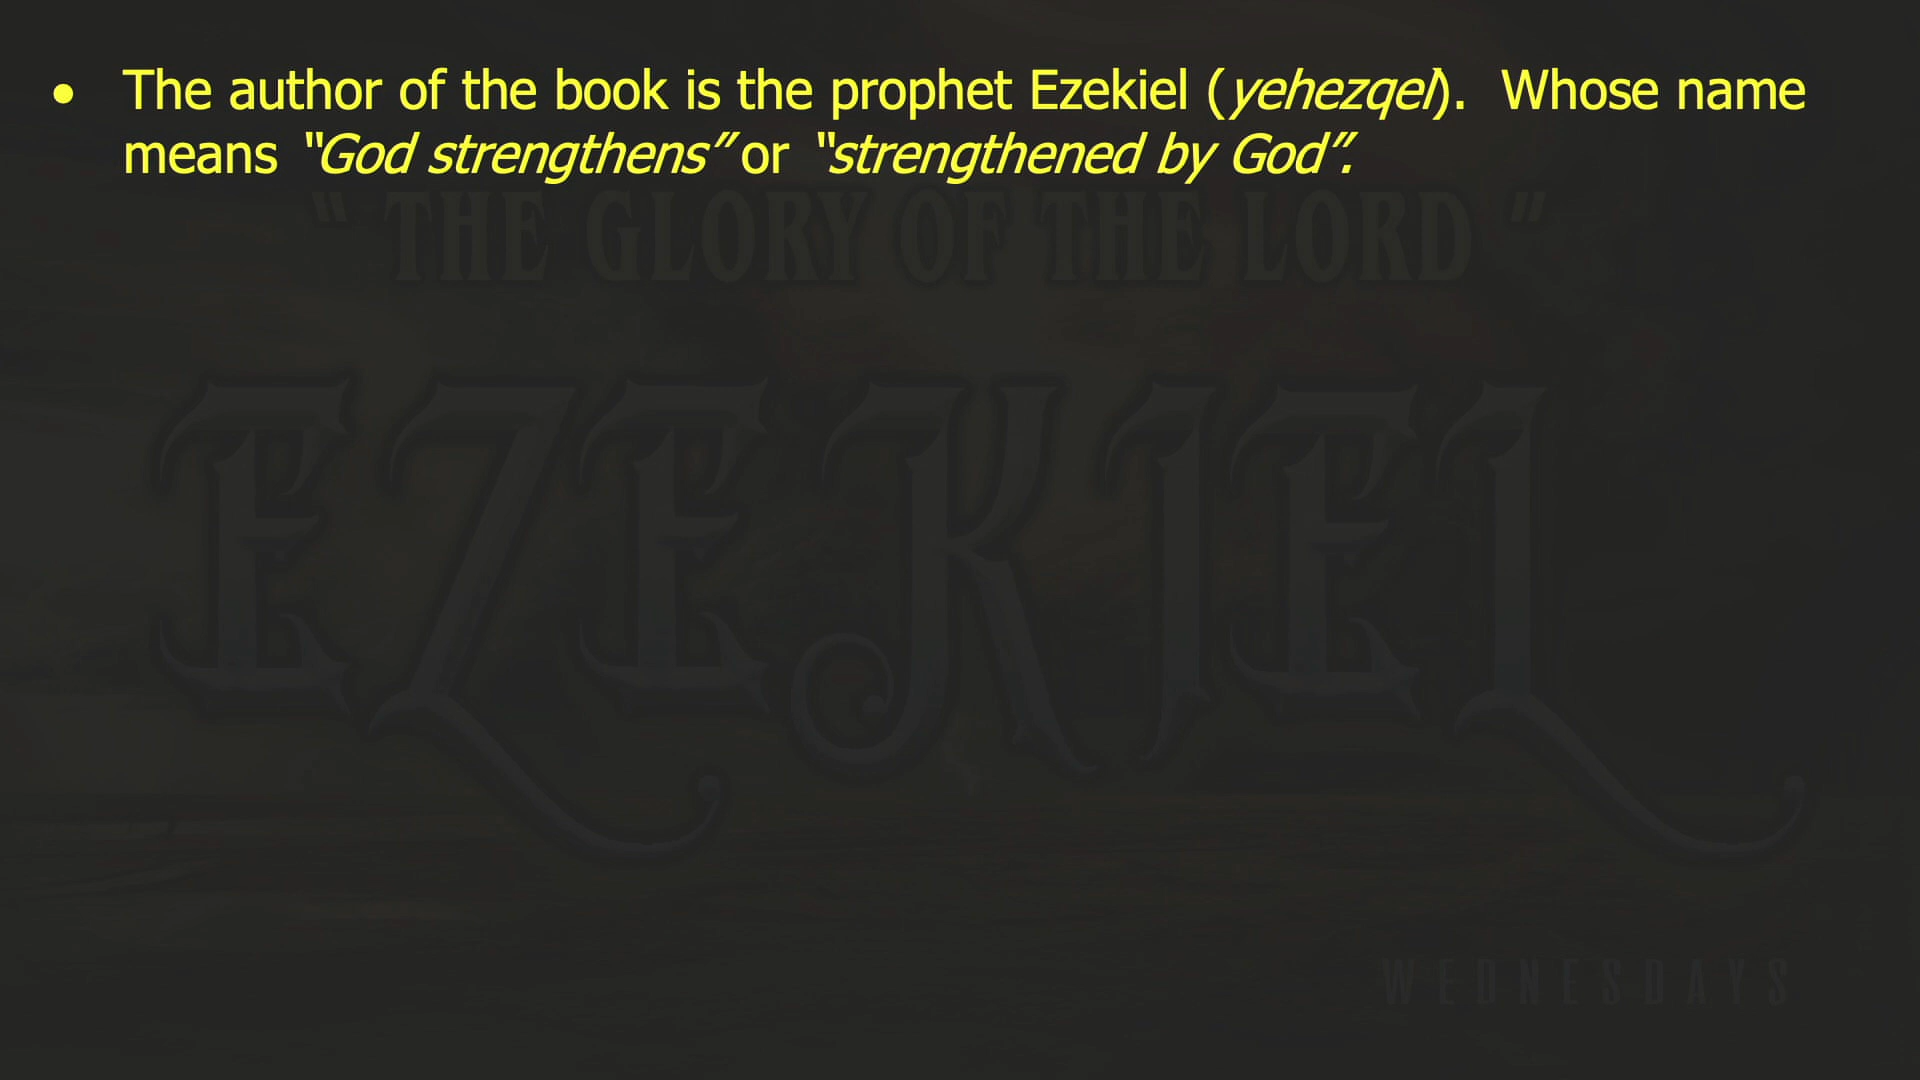 • The author of the book is the prophet Ezekiel (yehezqel).  Whose name
means “God strengthens” or “strengthened by God”.
“ THE GLORY OF THE LORD ”
EZEKIEL
WEDNESDAYS